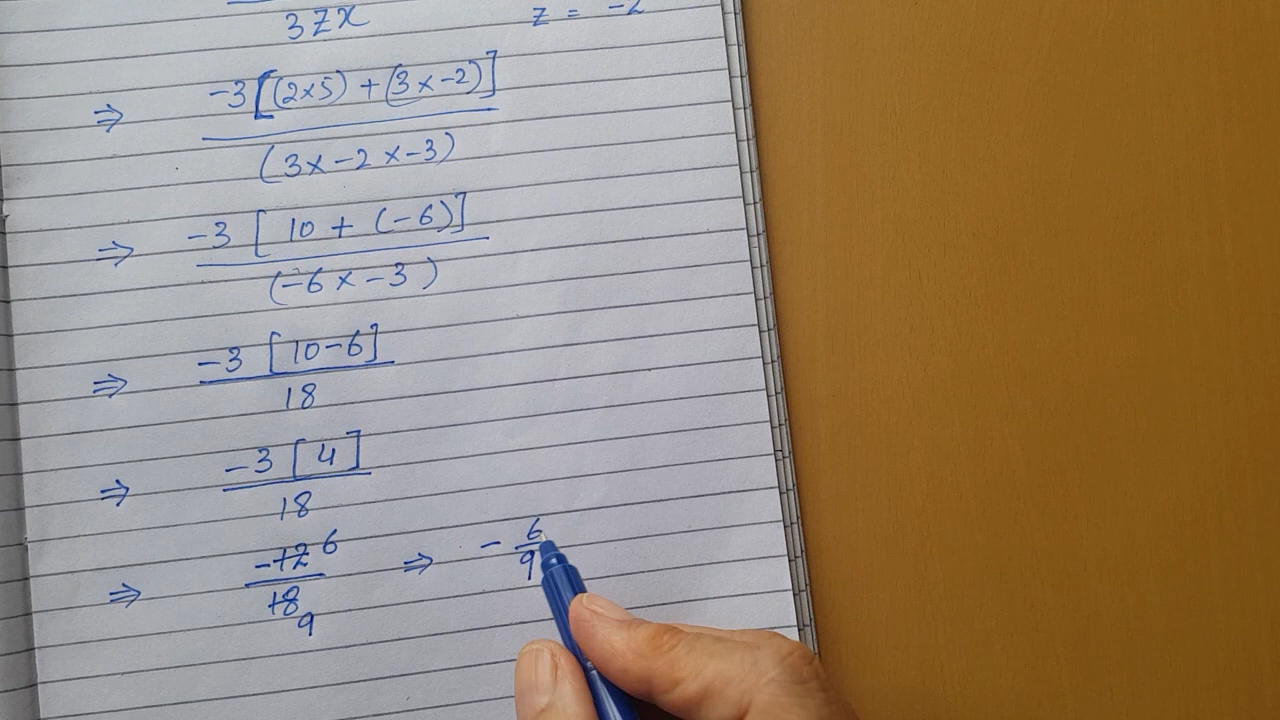 3zx z = -2
⇒ -3[(2×5) + (3×-2)]
(3×-2×-3)
⇒ -3 [10 + (-6)]
(-6×-3)
⇒ -3 [10-6]
18
⇒ -3 [4]
18
⇒ -12 6 ⇒ - 6
18 9 9